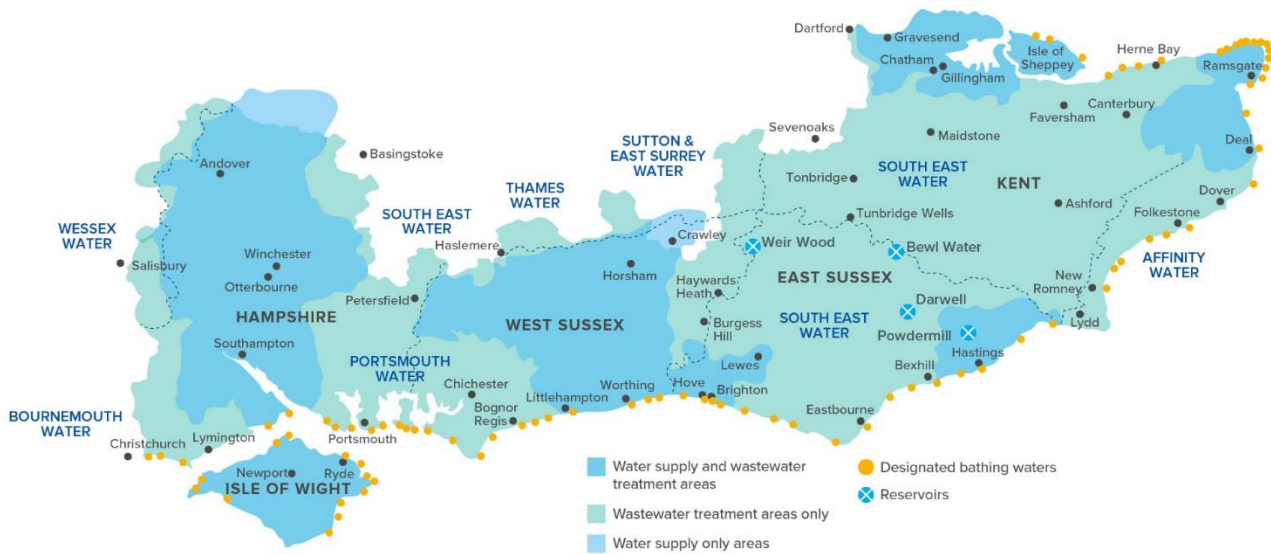 Dartford
Gravesend
Chatham
Gillingham
Isle of
Sheppey
Herne Bay
Ramsgate
Sevenoaks
Maidstone
Faversham
Canterbury
Deal
Andover
Basingstoke
SUTTON &
EAST SURREY
WATER
SOUTH EAST
WATER
KENT
THAMES
WATER
Tonbridge
Dover
WESSEX
WATER
SOUTH EAST
WATER
Tunbridge Wells
Ashford
Folkestone
Haslemere
Crawley
Weir Wood
Bewl Water
AFFINITY
WATER
Salisbury
Winchester
Otterbourne
Horsham
Haywards
Heath
EAST SUSSEX
New
Romney
Petersfield
Darwell
HAMPSHIRE
WEST SUSSEX
Burgess
Hill
SOUTH EAST
WATER
Powdermill
Lydd
Southampton
PORTSMOUTH
WATER
Lewes
Hastings
Bexhill
Chichester
Worthing
Hove
Brighton
BOURNEMOUTH
WATER
Littlehampton
Bognor
Regis
Eastbourne
Christchurch
Lymington
Portsmouth
Newport
Ryde
ISLE OF WIGHT
Water supply and wastewater
treatment areas
Wastewater treatment areas only
Water supply only areas
Designated bathing waters
Reservoirs